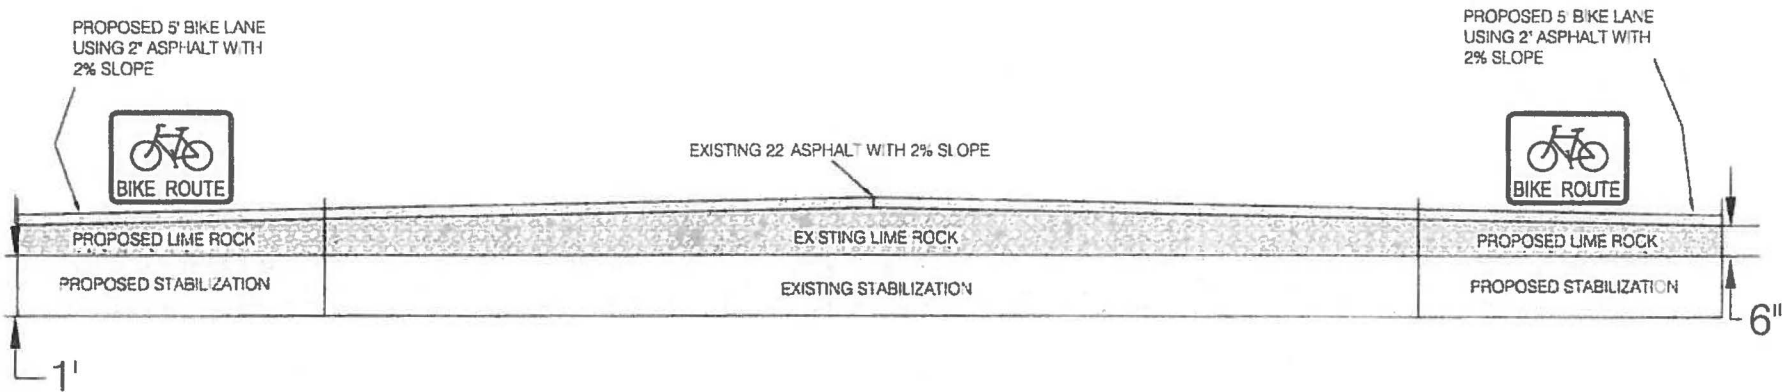 PROPOSED 5' BIKE LANE
USING 2" ASPHALT WITH
2% SLOPE
PROPOSED 5' BIKE LANE
USING 2" ASPHALT WITH
2% SLOPE
BIKE ROUTE
EXISTING 22 ASPHALT WITH 2% SLOPE
BIKE ROUTE
PROPOSED LIME ROCK
EXISTING LIME ROCK
PROPOSED LIME ROCK
PROPOSED STABILIZATION
EXISTING STABILIZATION
PROPOSED STABILIZATION
6"
1'